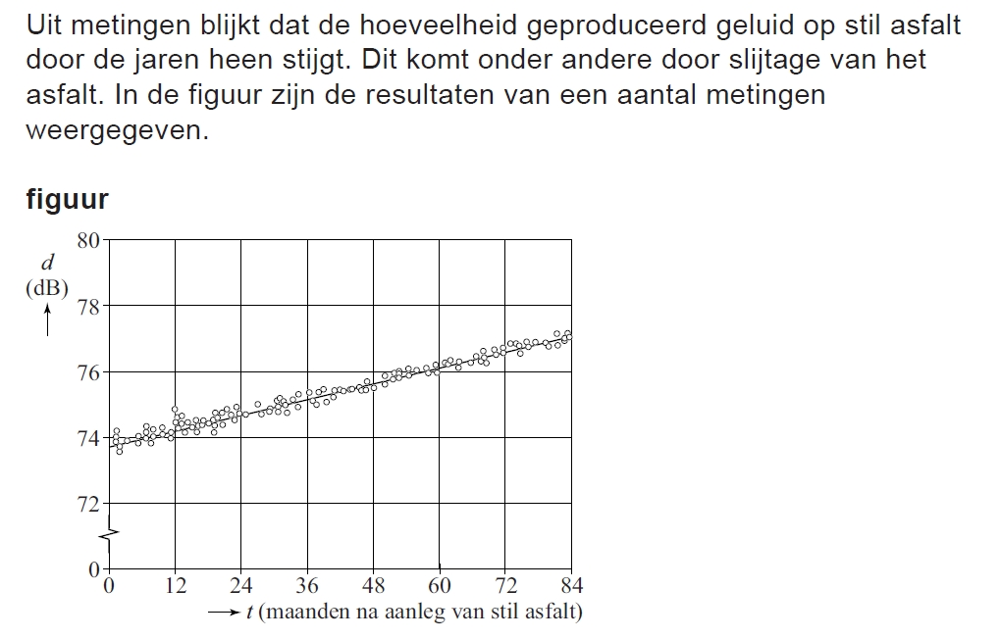 Uit metingen blijkt dat de hoeveelheid geproduceerd geluid op stil asfalt
door de jaren heen stijgt. Dit komt onder andere door slijtage van het
asfalt. In de figuur zijn de resultaten van een aantal metingen
weergegeven.
figuur
80
d
(dB)
78
76
74
72
0
0 12 24 36 48 60 72 84
t (maanden na aanleg van stil asfalt)